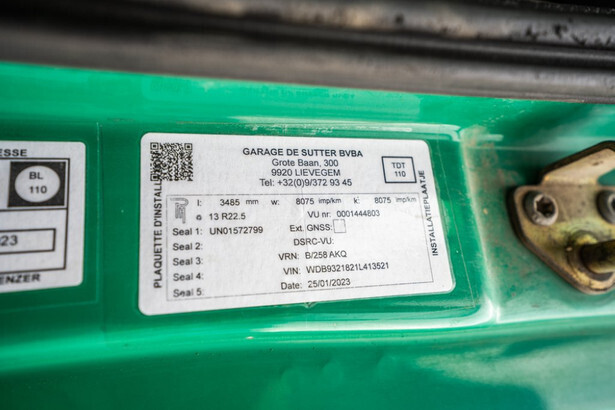 ESSE
BL
110
23
ENZER
PLAQUETTE D'INSTALL
GARAGE DE SUTTER BVBA
Grote Baan, 300
9920 LIEVEGEM
Tel: +32(0)9/372 93 45
TDT
110
INSTALLATIEPLAATJE
l: 3485 mm w: 8075 imp/km k: 8075 imp/km
13 R22.5 VU nr: 0001444803
Seal 1: UN01572799 Ext. GNSS:
Seal 2: DSRC-VU:
Seal 3: VRN: B/258 AKQ
Seal 4: VIN: WDB9321821L413521
Seal 5: Date: 25/01/2023